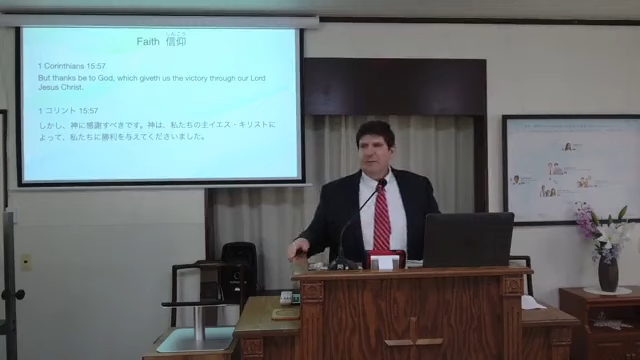 しんこう
Faith 信仰
1 Corinthians 15:57
But thanks be to God, which giveth us the victory through our Lord
Jesus Christ.
1 コリント 15:57
しかし、神に感謝すべきです。神は、私たちの主イエス・キリストに
よって、私たちに勝利を与えてくださいました。